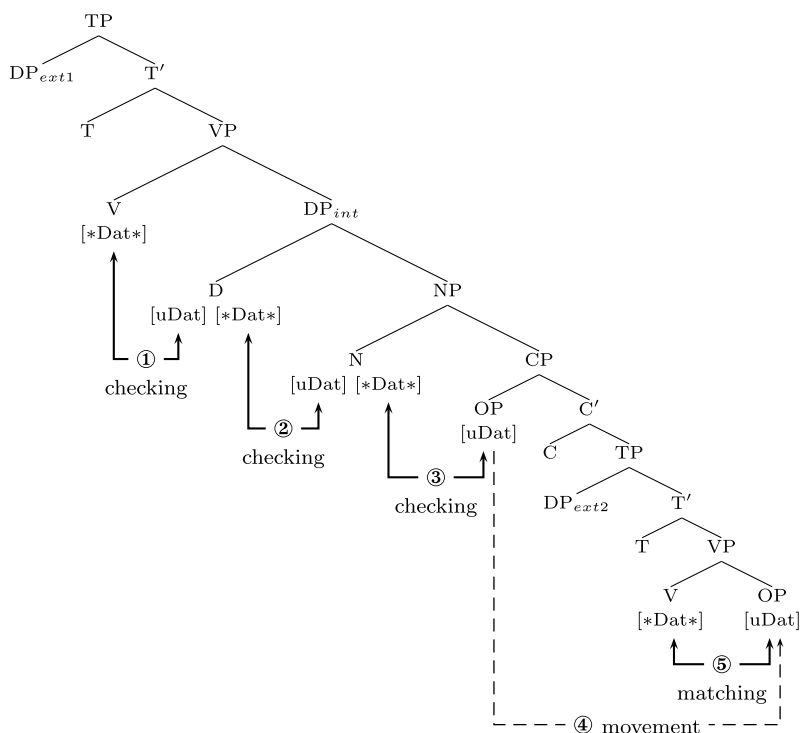 TP
DPext1 T′
T VP
V DPint
[∗Dat∗]
D NP
[uDat] [∗Dat∗]
① N CP
checking [uDat] [∗Dat∗]
OP C′
② [uDat]
checking C TP
③ DPext2 T′
checking
T VP
V OP
[∗Dat∗] [uDat]
⑤
matching
④ movement